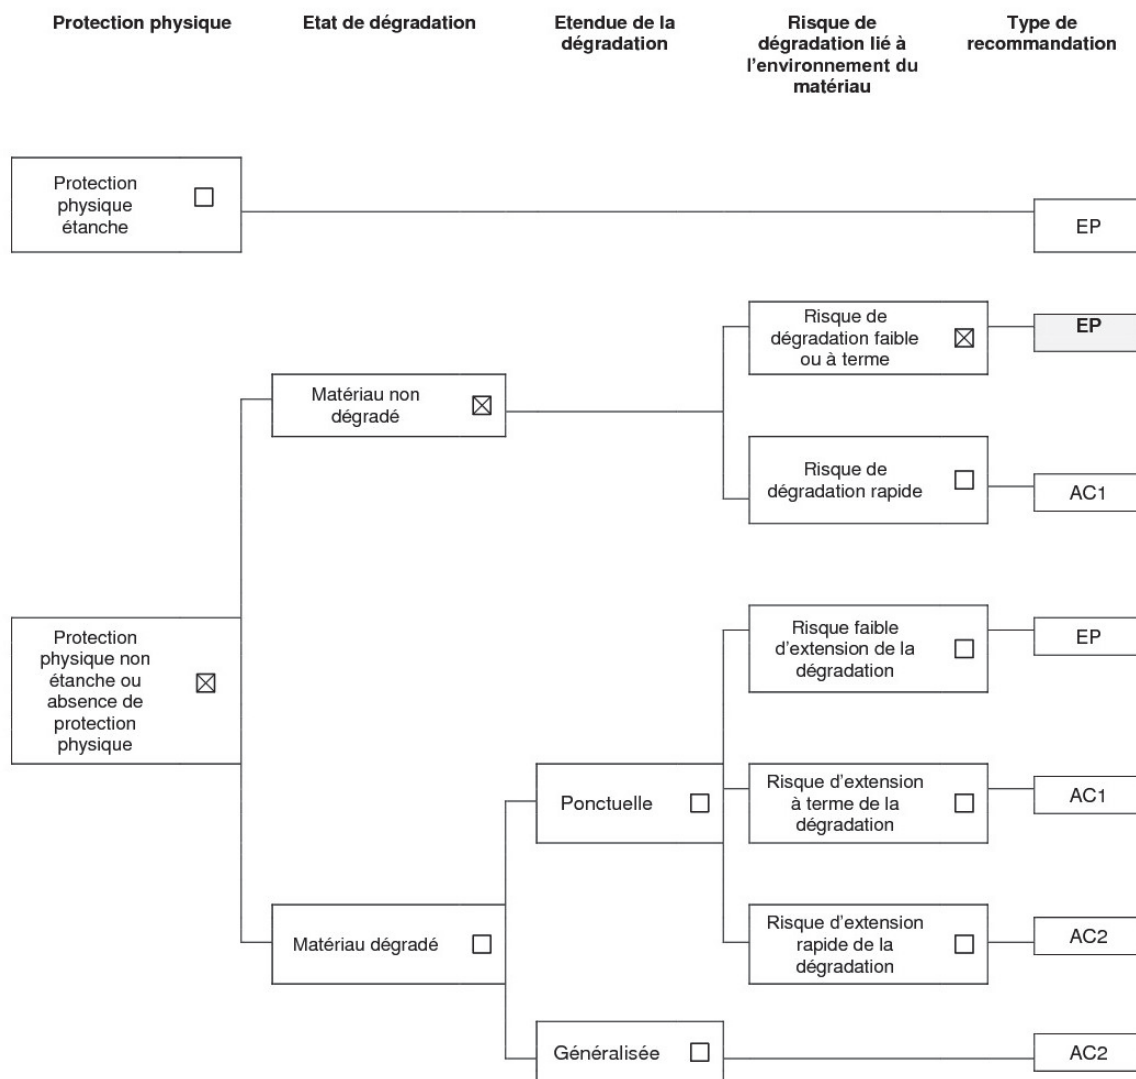 Protection physique
Etat de dégradation
Etendue de la
dégradation
Risque de
dégradation lié à
l'environnement du
matériau
Type de
recommandation
Protection
physique
étanche
EP
Risque de
dégradation faible
ou à terme
EP
Matériau non
dégradé
Risque de
dégradation rapide
AC1
Protection
physique non
étanche ou
absence de
protection
physique
Risque faible
d'extension de la
dégradation
EP
Ponctuelle
Risque d'extension
à terme de la
dégradation
AC1
Matériau dégradé
Risque d'extension
rapide de la
dégradation
AC2
Généralisée
AC2